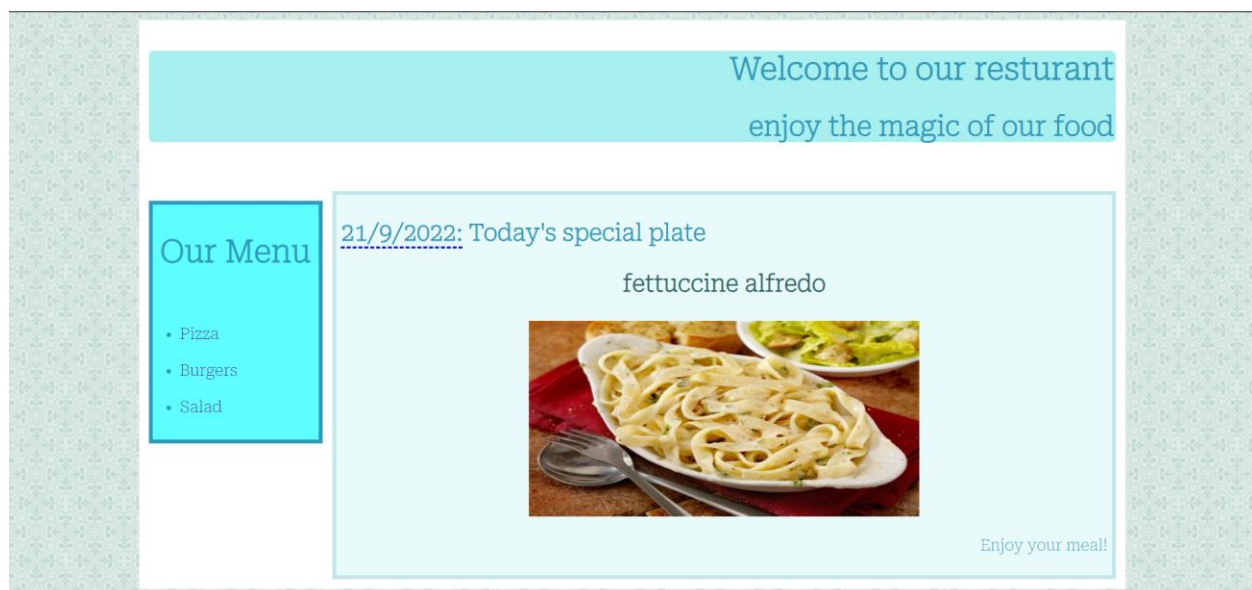 Welcome to our resturant
enjoy the magic of our food
Our Menu
• Pizza
• Burgers
• Salad
21/9/2022: Today's special plate
fettuccine alfredo
Enjoy your meal!